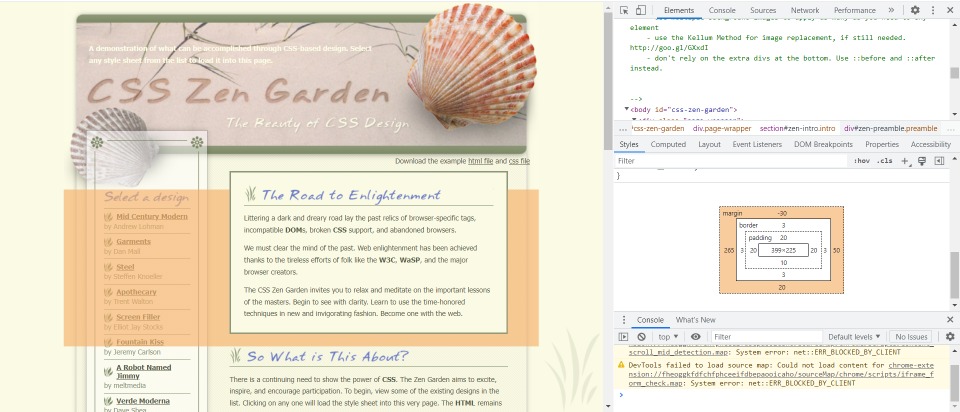 A demonstration of what can be accomplished through CSS-based design. Select
any style sheet from the list to load it into this page.
CSS Zen Garden
The Beauty of CSS Design
Download the example html file and css file
Select a design
Mid Century Modern
by Andrew Lohman
Garments
by Dan Mall
Steel
by Steffen Knoeller
Apothecary
by Trent Walton
Screen Filler
by Elliot Jay Stocks
Fountain Kiss
by Jeremy Carlson
A Robot Named
Jimmy
by meltmedia
Verde Moderna
by Dave Shea
The Road to Enlightenment
Littering a dark and dreary road lay the past relics of browser-specific tags,
incompatible DOMs, broken CSS support, and abandoned browsers.
We must clear the mind of the past. Web enlightenment has been achieved
thanks to the tireless efforts of folk like the W3C, WaSP, and the major
browser creators.
The CSS Zen Garden invites you to relax and meditate on the important lessons
of the masters. Begin to see with clarity. Learn to use the time-honored
techniques in new and invigorating fashion. Become one with the web.
So What is This About?
There is a continuing need to show the power of CSS. The Zen Garden aims to excite,
inspire, and encourage participation. To begin, view some of the existing designs in the
list. Clicking on any one will load the style sheet into this very page. The HTML remains
Elements Console Sources Network Performance »
element
- use the Kellum Method for image replacement, if still needed.
http://goo.gl/GXxdI
- don't rely on the extra divs at the bottom. Use ::before and ::after
instead.
-->
<body id="css-zen-garden">
... css-zen-garden div.page-wrapper section#zen-intro.intro div#zen-preamble.preamble ...
Styles Computed Layout Event Listeners DOM Breakpoints Properties Accessibility
Filter :hov .cls +
}
margin -30
border 3
padding 20
265 3 20 399×225 20 3 50
10
3
20
Console What's New
top ▼ Filter Default levels ▼ No Issues
scroll_mid_detection.map: System error: net::ERR_BLOCKED_BY_CLIENT
DevTools failed to load source map: Could not load content for chrome-exte
nsion://fheoggkfdfchfphceeifdbepaooicaho/sourceMap/chrome/scripts/iframe_f
orm_check.map: System error: net::ERR_BLOCKED_BY_CLIENT
>